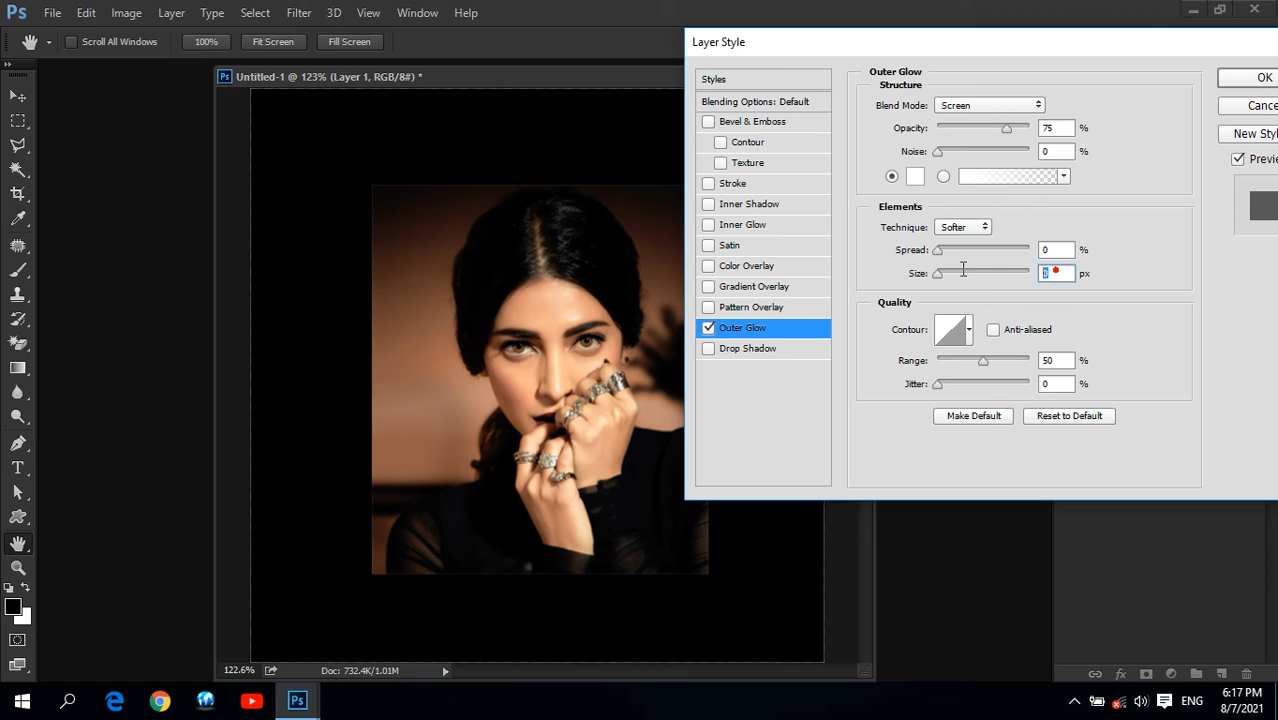 Ps File Edit Image Layer Type Select Filter 3D View Window Help
Scroll All Windows 100% Fit Screen Fill Screen
Layer Style
Ps Untitled-1 @ 123% (Layer 1, RGB/8#) *
Styles
Blending Options: Default
Bevel & Emboss
Contour
Texture
Stroke
Inner Shadow
Inner Glow
Satin
Color Overlay
Gradient Overlay
Pattern Overlay
Outer Glow
Drop Shadow
Outer Glow
Structure
Blend Mode: Screen
Opacity: 75 %
Noise: 0 %
Elements
Technique: Softer
Spread: 0 %
Size: 0 px
Quality
Contour: Anti-aliased
Range: 50 %
Jitter: 0 %
Make Default Reset to Default
OK
Cance
New Styl
Previe
122.6% Doc: 732.4K/1.01M
T
fx
Ps
ENG
6:17 PM
8/7/2021